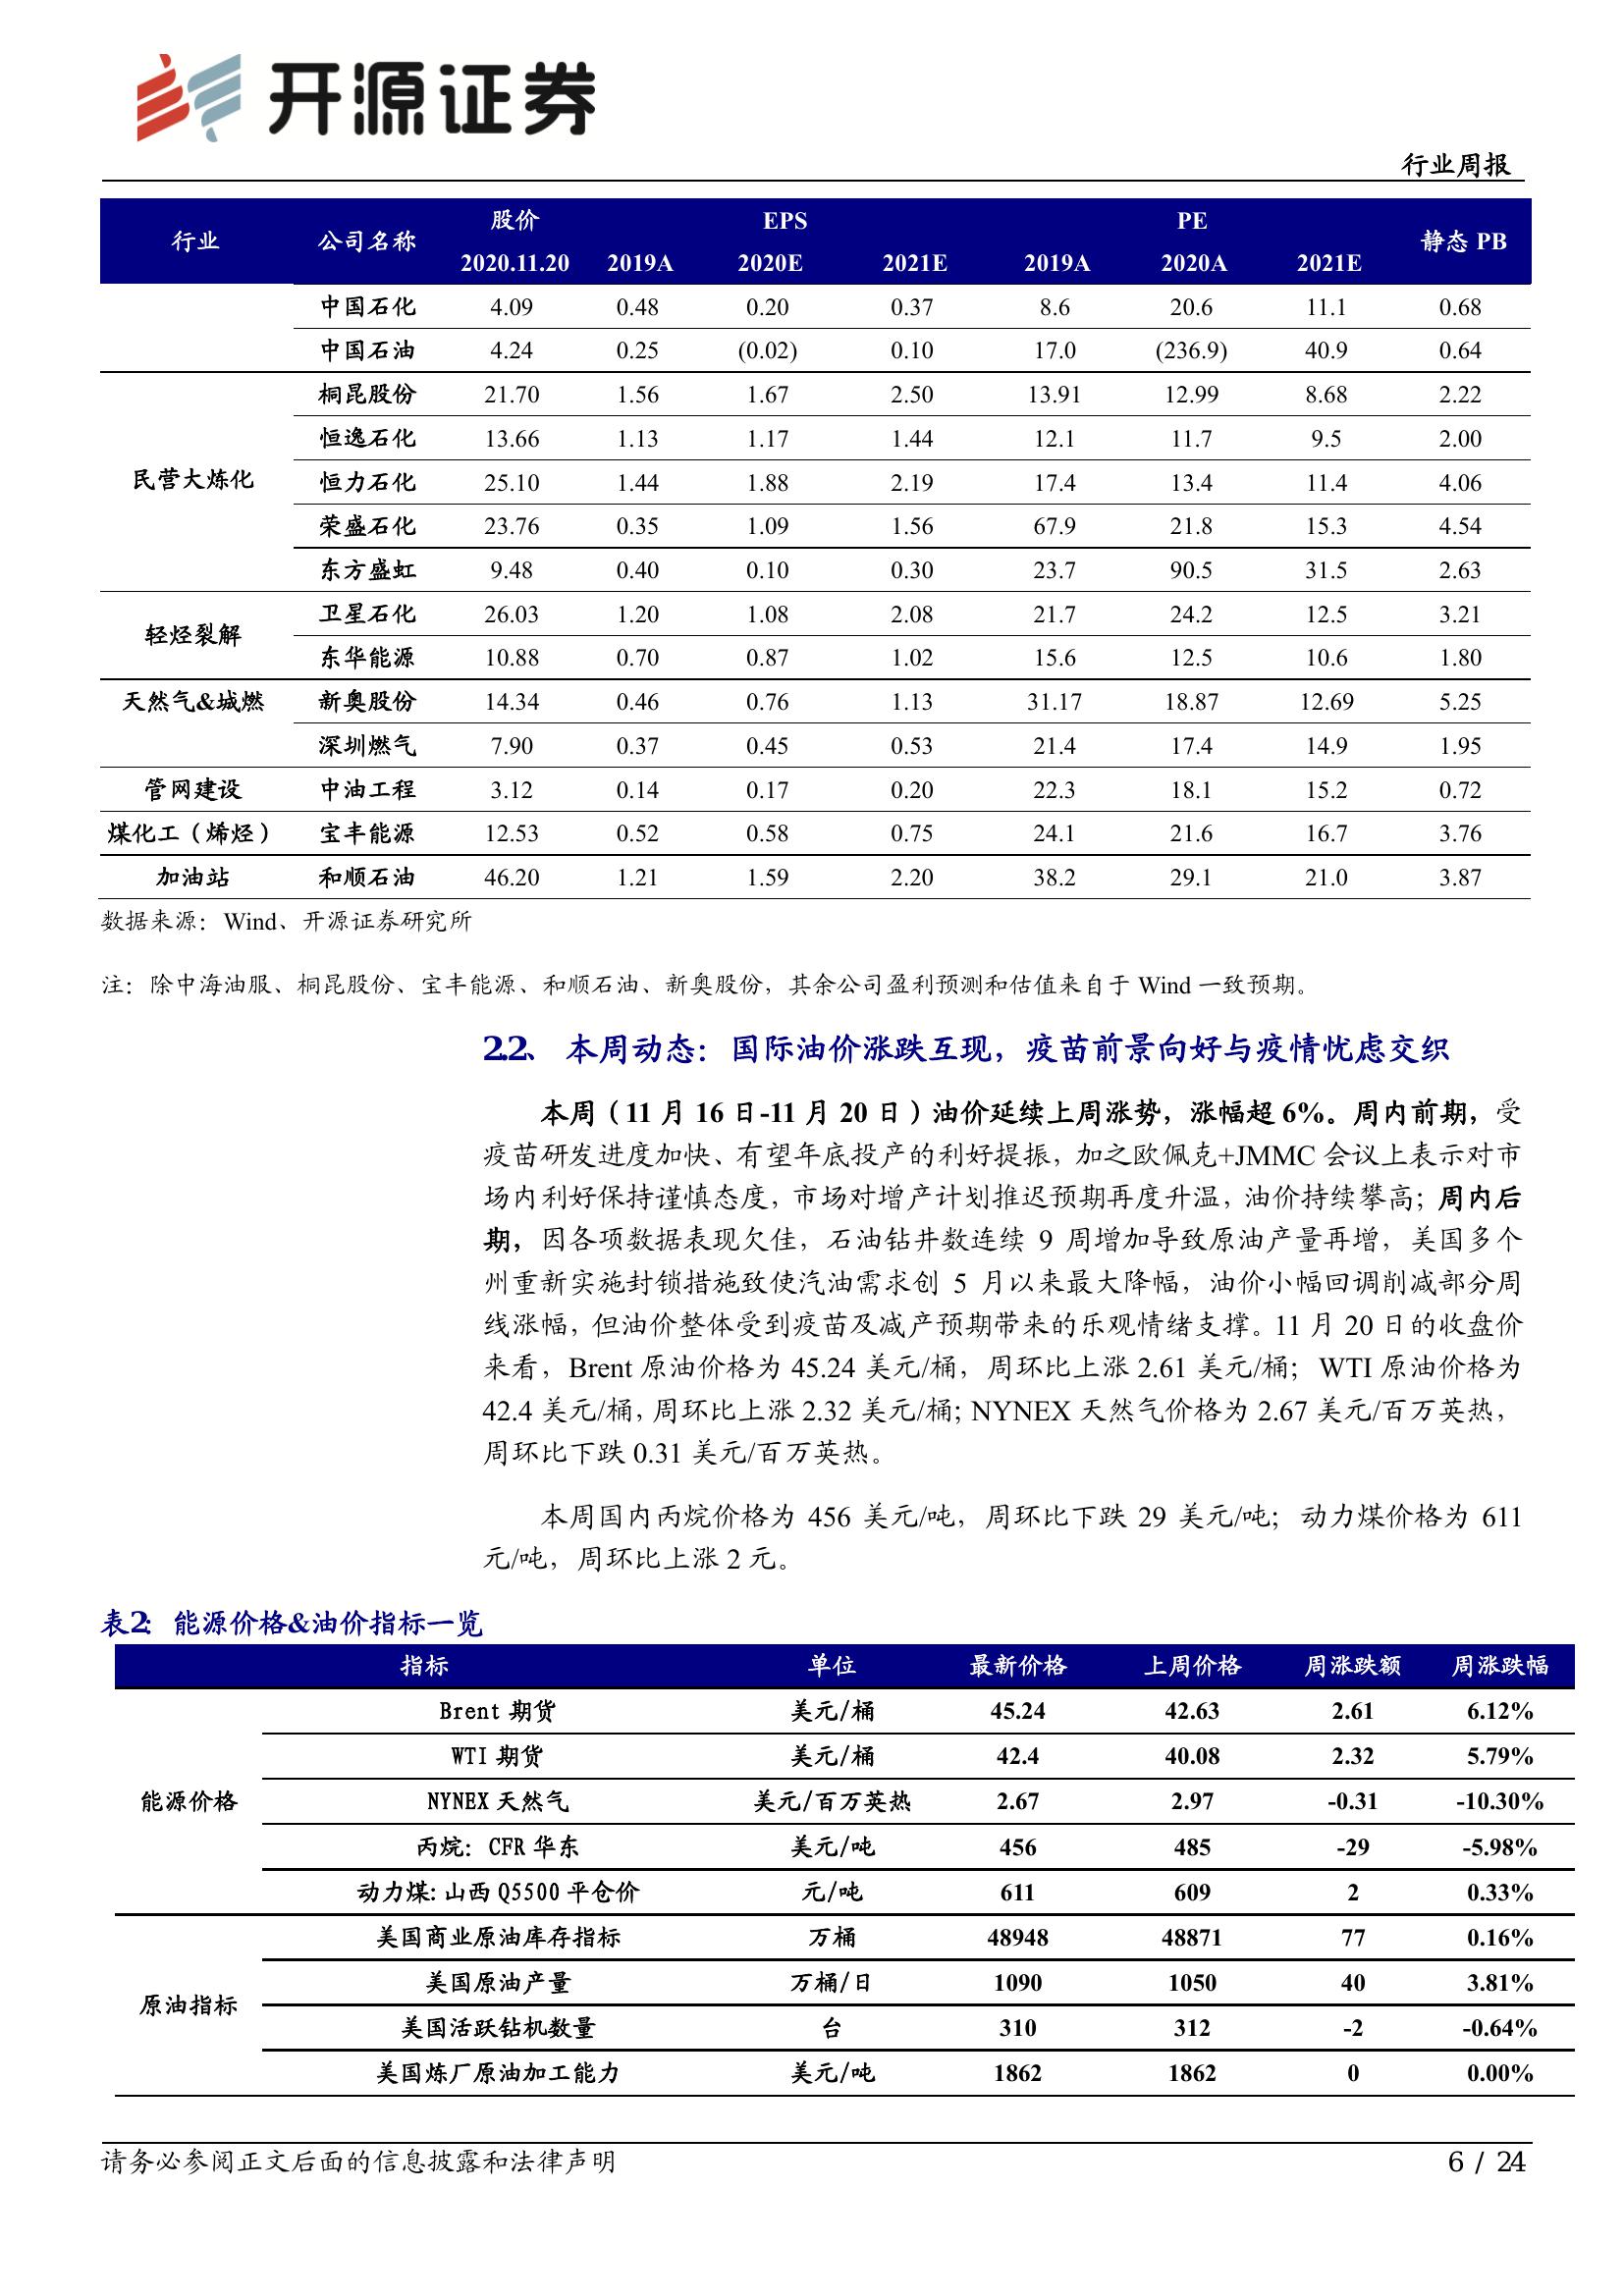 开源证券
行业周报
行业 公司名称 股价 EPS PE 静态 PB
2020.11.20 2019A 2020E 2021E 2019A 2020A 2021E
中国石化 4.09 0.48 0.20 0.37 8.6 20.6 11.1 0.68
中国石油 4.24 0.25 (0.02) 0.10 17.0 (236.9) 40.9 0.64
民营大炼化 桐昆股份 21.70 1.56 1.67 2.50 13.91 12.99 8.68 2.22
恒逸石化 13.66 1.13 1.17 1.44 12.1 11.7 9.5 2.00
恒力石化 25.10 1.44 1.88 2.19 17.4 13.4 11.4 4.06
荣盛石化 23.76 0.35 1.09 1.56 67.9 21.8 15.3 4.54
东方盛虹 9.48 0.40 0.10 0.30 23.7 90.5 31.5 2.63
轻烃裂解 卫星石化 26.03 1.20 1.08 2.08 21.7 24.2 12.5 3.21
东华能源 10.88 0.70 0.87 1.02 15.6 12.5 10.6 1.80
天然气&城燃 新奥股份 14.34 0.46 0.76 1.13 31.17 18.87 12.69 5.25
深圳燃气 7.90 0.37 0.45 0.53 21.4 17.4 14.9 1.95
管网建设 中油工程 3.12 0.14 0.17 0.20 22.3 18.1 15.2 0.72
煤化工（烯烃） 宝丰能源 12.53 0.52 0.58 0.75 24.1 21.6 16.7 3.76
加油站 和顺石油 46.20 1.21 1.59 2.20 38.2 29.1 21.0 3.87
数据来源：Wind、开源证券研究所
注：除中海油服、桐昆股份、宝丰能源、和顺石油、新奥股份，其余公司盈利预测和估值来自于 Wind 一致预期。
2.2、 本周动态：国际油价涨跌互现，疫苗前景向好与疫情忧虑交织
本周（11 月 16 日-11 月 20 日）油价延续上周涨势，涨幅超 6%。周内前期，受
疫苗研发进度加快、有望年底投产的利好提振，加之欧佩克+JMMC 会议上表示对市
场内利好保持谨慎态度，市场对增产计划推迟预期再度升温，油价持续攀高；周内后
期，因各项数据表现欠佳，石油钻井数连续 9 周增加导致原油产量再增，美国多个
州重新实施封锁措施致使汽油需求创 5 月以来最大降幅，油价小幅回调削减部分周
线涨幅，但油价整体受到疫苗及减产预期带来的乐观情绪支撑。11 月 20 日的收盘价
来看，Brent 原油价格为 45.24 美元/桶，周环比上涨 2.61 美元/桶；WTI 原油价格为
42.4 美元/桶，周环比上涨 2.32 美元/桶；NYNEX 天然气价格为 2.67 美元/百万英热，
周环比下跌 0.31 美元/百万英热。
本周国内丙烷价格为 456 美元/吨，周环比下跌 29 美元/吨；动力煤价格为 611
元/吨，周环比上涨 2 元。
表2：能源价格&油价指标一览
指标 单位 最新价格 上周价格 周涨跌额 周涨跌幅
能源价格 Brent 期货 美元/桶 45.24 42.63 2.61 6.12%
WTI 期货 美元/桶 42.4 40.08 2.32 5.79%
NYNEX 天然气 美元/百万英热 2.67 2.97 -0.31 -10.30%
丙烷：CFR 华东 美元/吨 456 485 -29 -5.98%
动力煤:山西 Q5500 平仓价 元/吨 611 609 2 0.33%
原油指标 美国商业原油库存指标 万桶 48948 48871 77 0.16%
美国原油产量 万桶/日 1090 1050 40 3.81%
美国活跃钻机数量 台 310 312 -2 -0.64%
美国炼厂原油加工能力 美元/吨 1862 1862 0 0.00%
请务必参阅正文后面的信息披露和法律声明 6 / 24